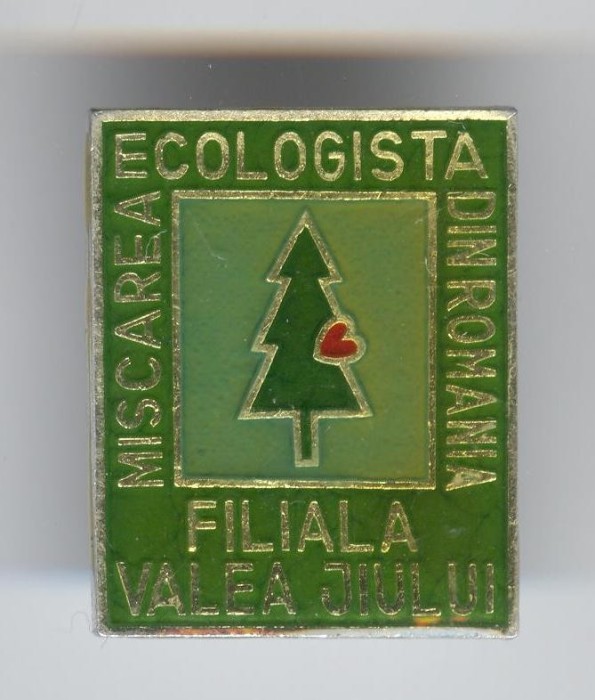 MISCAREA
ECOLOGISTA
DIN ROMANIA
FILIALA
VALEA JIULUI